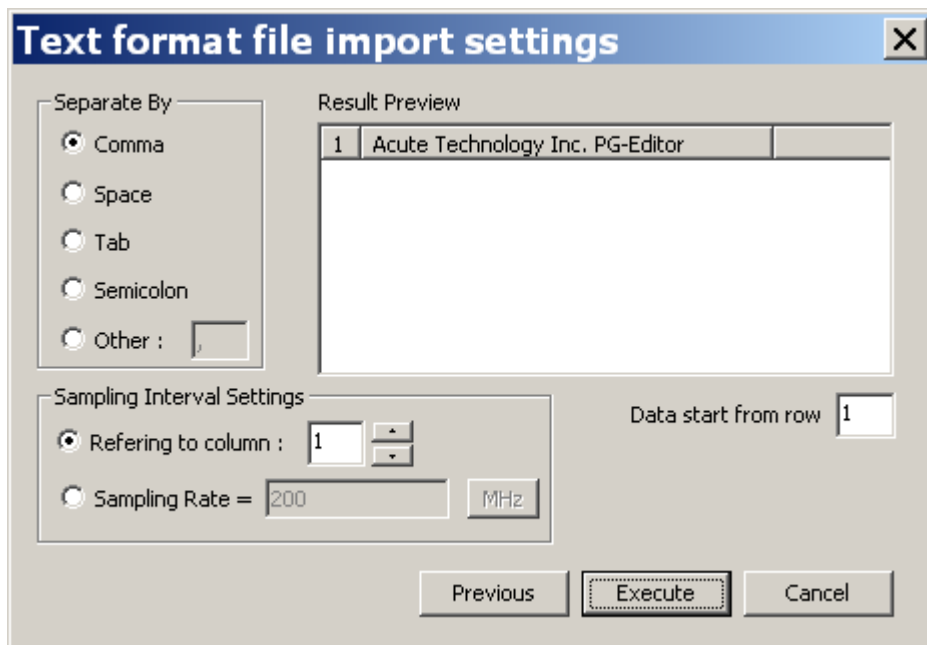 Text format file import settings
Separate By
Comma
Space
Tab
Semicolon
Other : ,
Result Preview
1 Acute Technology Inc. PG-Editor
Sampling Interval Settings
Refering to column : 1
Sampling Rate = 200 MHz
Data start from row 1
Previous Execute Cancel